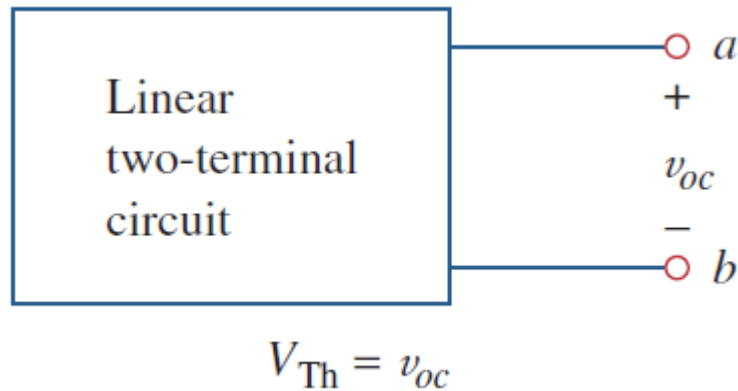 Linear
two-terminal
circuit
a
+
v_oc
−
b
V_Th = v_oc